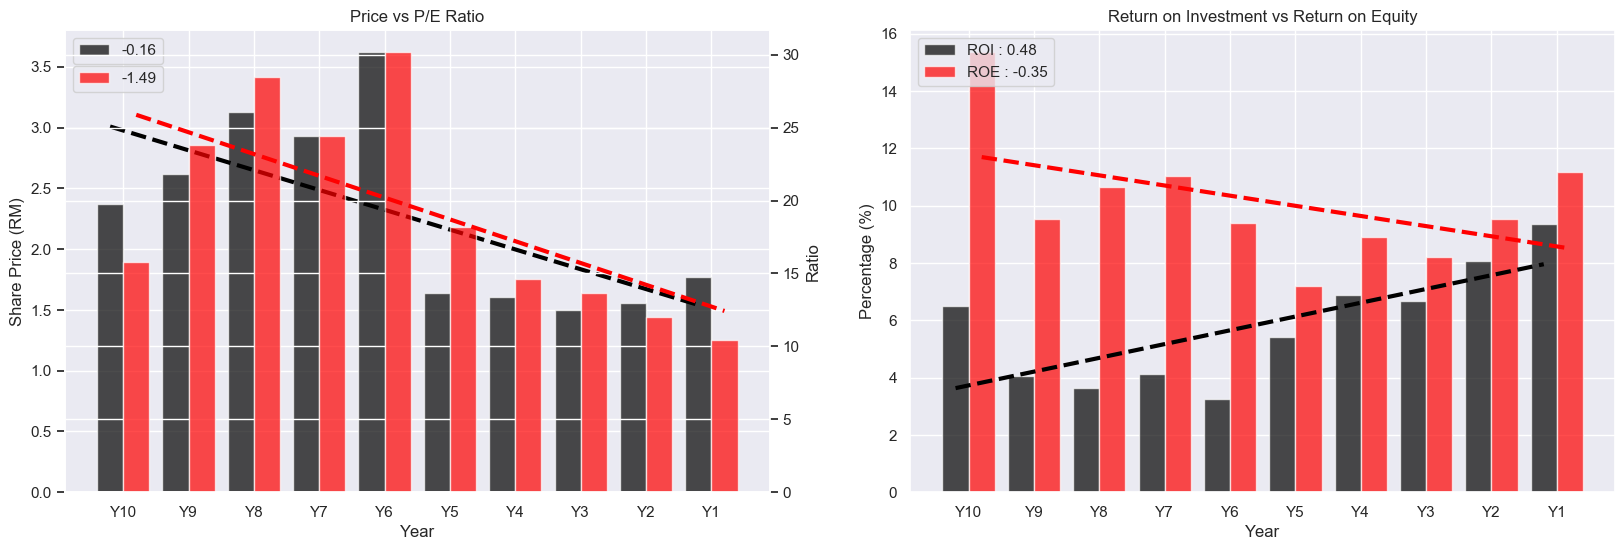 Price vs P/E Ratio
-0.16
-1.49
Share Price (RM)
3.5
3.0
2.5
2.0
1.5
1.0
0.5
0.0
30
25
20
15
10
5
0
Ratio
Y10 Y9 Y8 Y7 Y6 Y5 Y4 Y3 Y2 Y1
Year
Return on Investment vs Return on Equity
ROI : 0.48
ROE : -0.35
Percentage (%)
16
14
12
10
8
6
4
2
0
Y10 Y9 Y8 Y7 Y6 Y5 Y4 Y3 Y2 Y1
Year